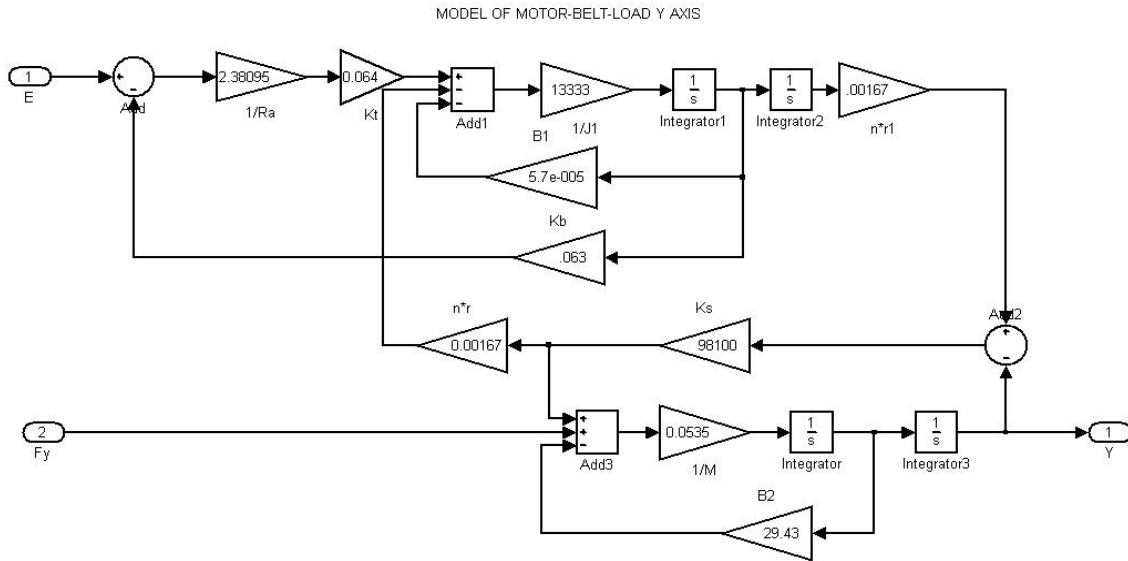 MODEL OF MOTOR-BELT-LOAD Y AXIS
1
E
+
-
Add
2.38095
1/Ra
0.064
Kt
+
-
-
Add1
13333
1/J1
1
s
Integrator1
1
s
Integrator2
.00167
n*r1
B1
5.7e-005
Kb
.063
n*r
0.00167
Ks
98100
Add2
+
-
2
Fy
+
+
-
Add3
0.0535
1/M
1
s
Integrator
1
s
Integrator3
1
Y
B2
29.43